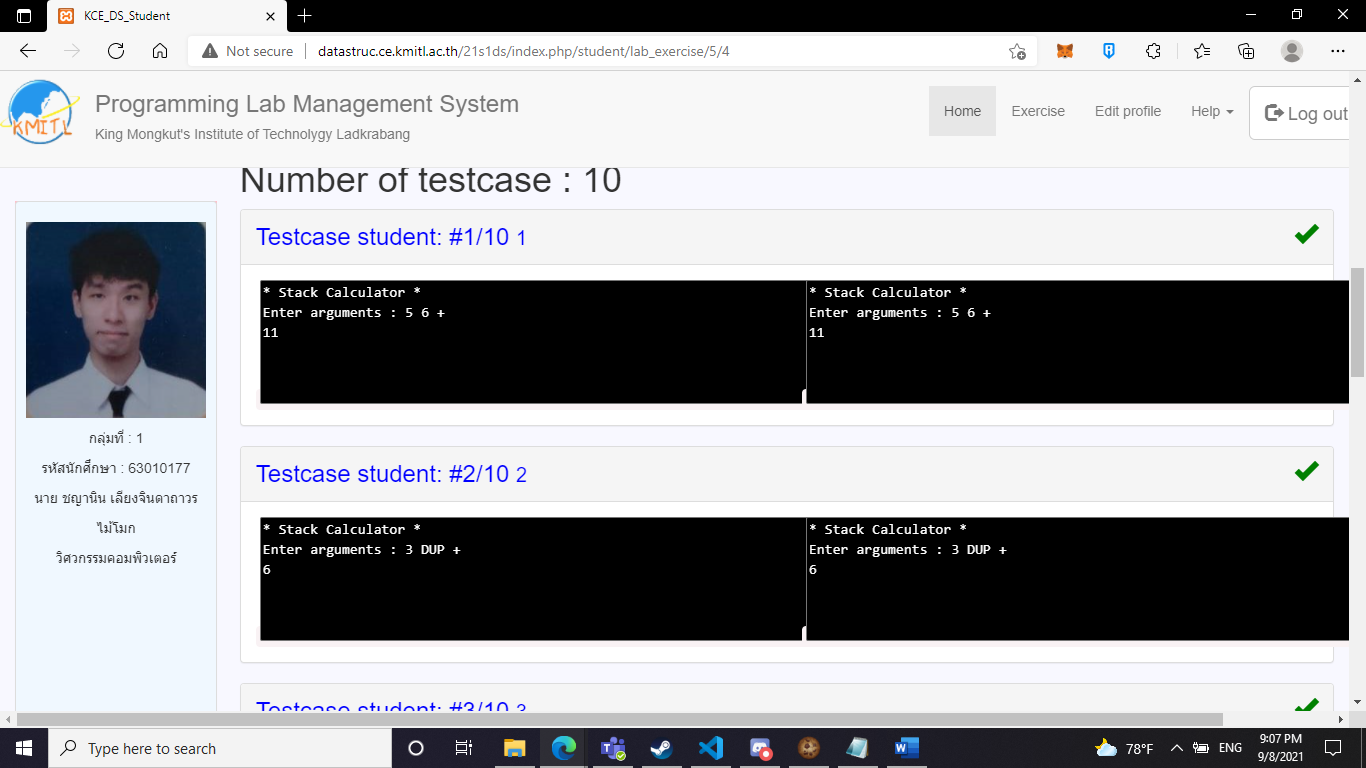 KCE_DS_Student
Not secure
datastruc.ce.kmitl.ac.th/21s1ds/index.php/student/lab_exercise/5/4
KMITL
Programming Lab Management System
King Mongkut's Institute of Technolygy Ladkrabang
Home
Exercise
Edit profile
Help
Log out
Number of testcase : 10
กลุ่มที่ : 1
รหัสนักศึกษา : 63010177
นาย ชญานิน เลียงจินดาถาวร
ไม้โมก
วิศวกรรมคอมพิวเตอร์
Testcase student: #1/10 1
* Stack Calculator *
Enter arguments : 5 6 +
11
* Stack Calculator *
Enter arguments : 5 6 +
11
Testcase student: #2/10 2
* Stack Calculator *
Enter arguments : 3 DUP +
6
* Stack Calculator *
Enter arguments : 3 DUP +
6
Testcase student: #3/10 3
Type here to search
78°F
ENG
9:07 PM
9/8/2021